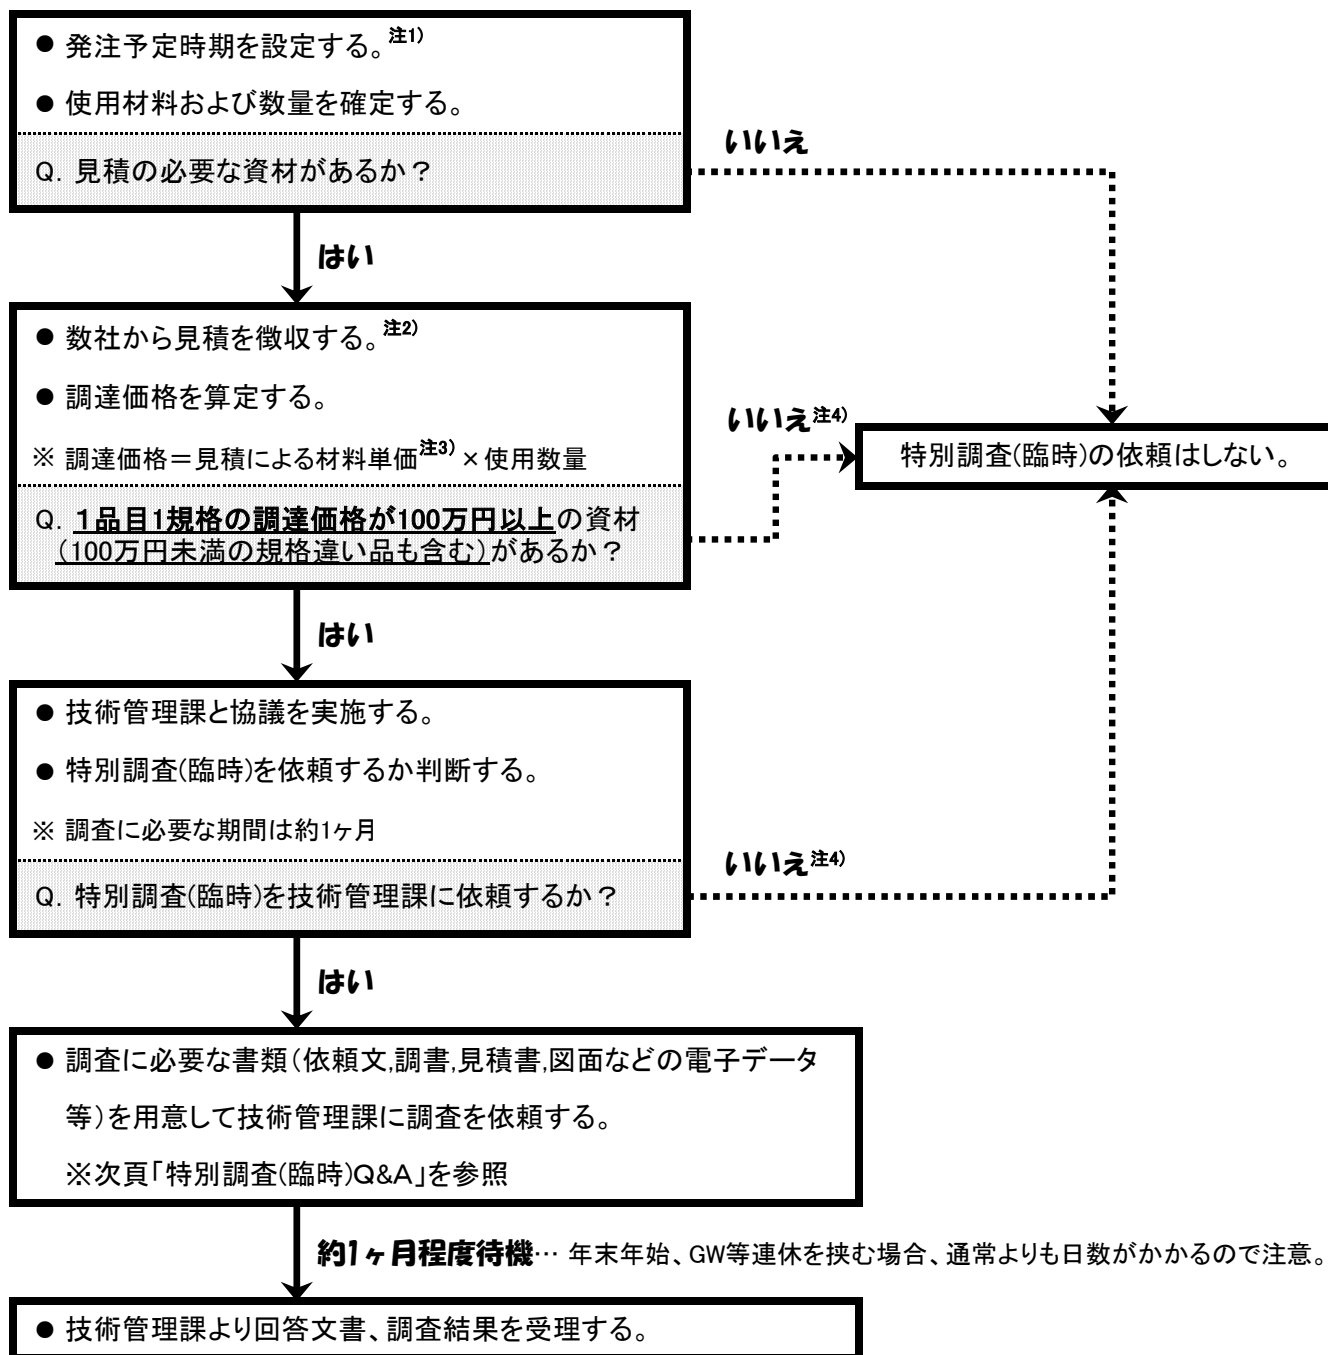 ● 発注予定時期を設定する。注1)
● 使用材料および数量を確定する。
Q. 見積の必要な資材があるか？
いいえ
はい
● 数社から見積を徴収する。注2)
● 調達価格を算定する。
※ 調達価格＝見積による材料単価注3)×使用数量
Q. 1品目1規格の調達価格が100万円以上の資材
（100万円未満の規格違い品も含む）があるか？
いいえ注4)
特別調査(臨時)の依頼はしない。
はい
● 技術管理課と協議を実施する。
● 特別調査(臨時)を依頼するか判断する。
※ 調査に必要な期間は約1ヶ月
Q. 特別調査(臨時)を技術管理課に依頼するか？
いいえ注4)
はい
● 調査に必要な書類（依頼文,調書,見積書,図面などの電子データ
等）を用意して技術管理課に調査を依頼する。
※次頁「特別調査(臨時)Q&A」を参照
約1ヶ月程度待機… 年末年始、GW等連休を挟む場合、通常よりも日数がかかるので注意。
● 技術管理課より回答文書、調査結果を受理する。